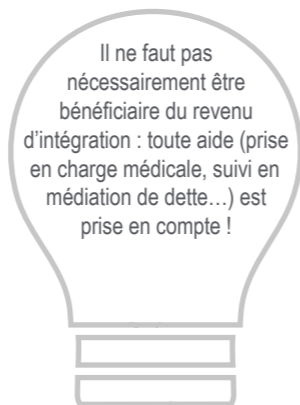 Il ne faut pas
nécessairement être
bénéficiaire du revenu
d'intégration : toute aide (prise
en charge médicale, suivi en
médiation de dette…) est
prise en compte !